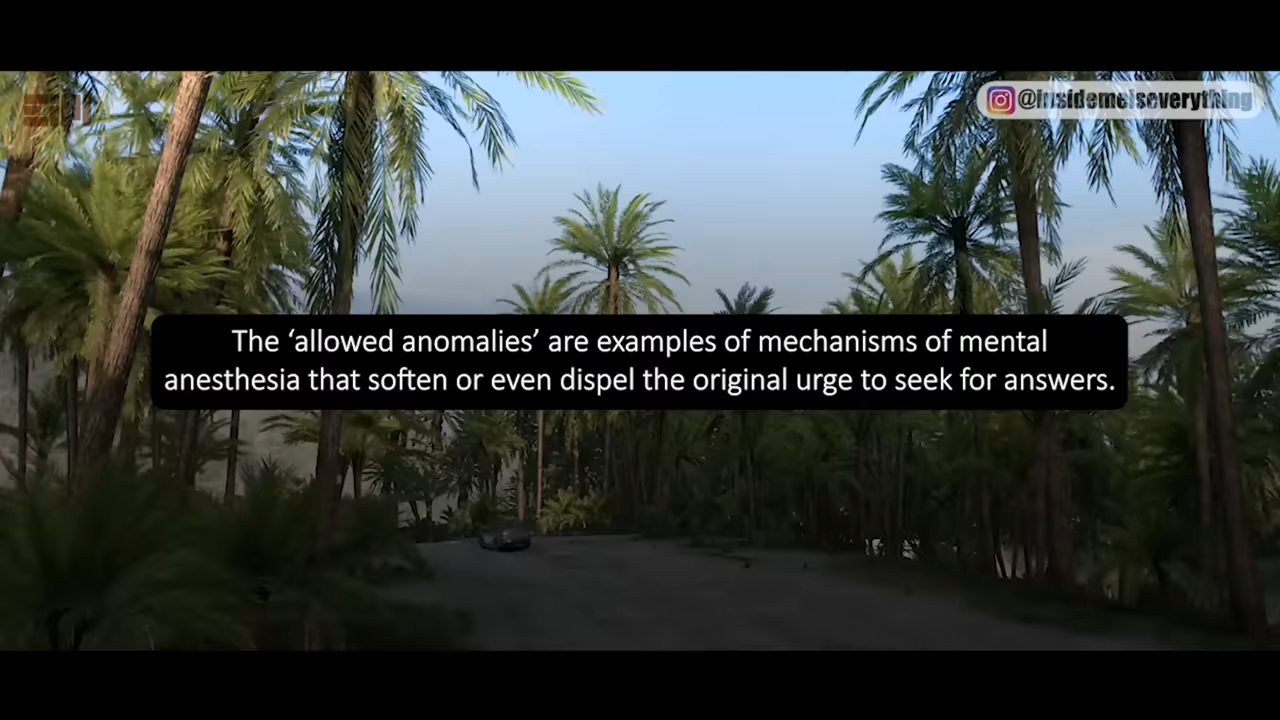 @insidemeiseverything
The ‘allowed anomalies’ are examples of mechanisms of mental
anesthesia that soften or even dispel the original urge to seek for answers.